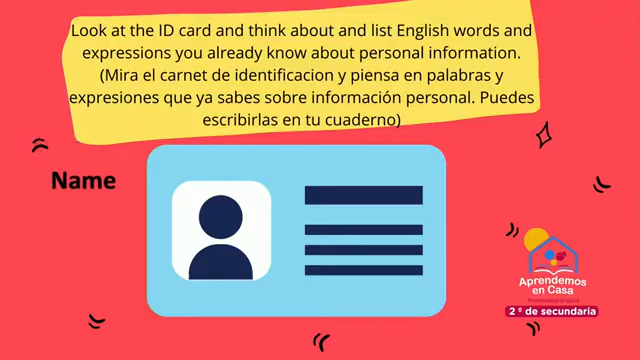 Look at the ID card and think about and list English words and
expressions you already know about personal information.
(Mira el carnet de identificacion y piensa en palabras y
expresiones que ya sabes sobre información personal. Puedes
escribirlas en tu cuaderno)
Name
Aprendemos
en Casa
2 º de secundaria